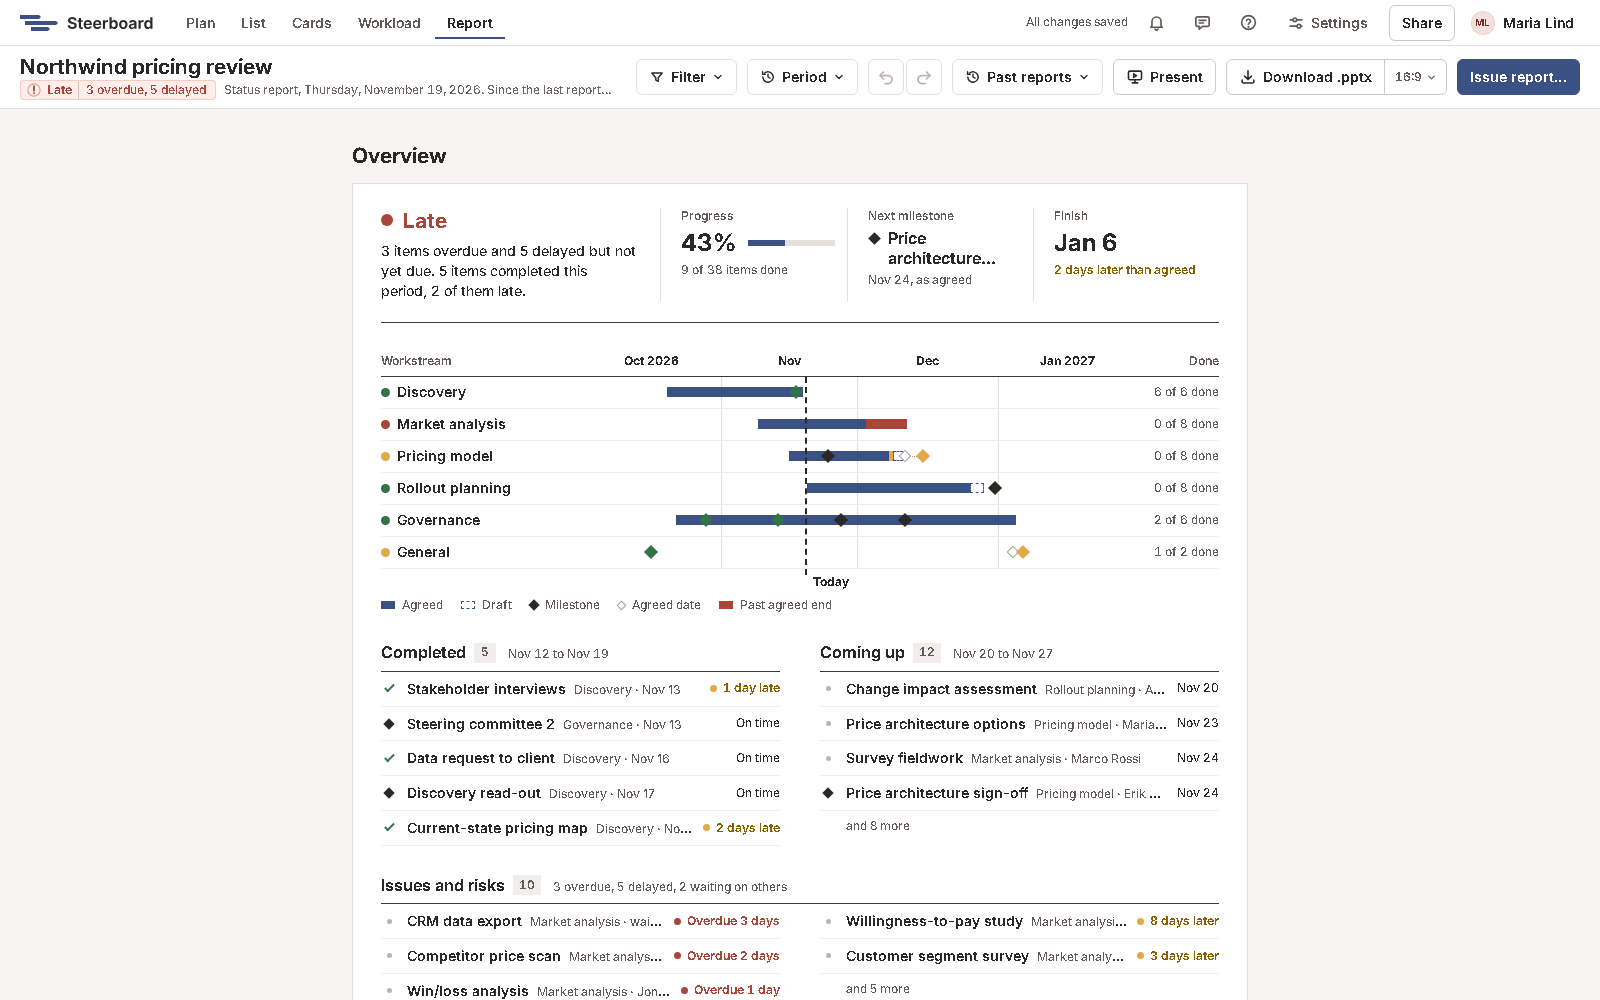 Steerboard Plan List Cards Workload Report All changes saved Settings Share ML Maria Lind
Northwind pricing review
Late 3 overdue, 5 delayed Status report, Thursday, November 19, 2026. Since the last report...
Filter Period Past reports Present Download .pptx 16:9 Issue report...
Overview
Late
3 items overdue and 5 delayed but not
yet due. 5 items completed this
period, 2 of them late.
Progress
43%
9 of 38 items done
Next milestone
Price
architecture...
Nov 24, as agreed
Finish
Jan 6
2 days later than agreed
Workstream Oct 2026 Nov Dec Jan 2027 Done
Discovery 6 of 6 done
Market analysis 0 of 8 done
Pricing model 0 of 8 done
Rollout planning 0 of 8 done
Governance 2 of 6 done
General 1 of 2 done
Today
Agreed Draft Milestone Agreed date Past agreed end
Completed 5 Nov 12 to Nov 19
Stakeholder interviews Discovery · Nov 13 1 day late
Steering committee 2 Governance · Nov 13 On time
Data request to client Discovery · Nov 16 On time
Discovery read-out Discovery · Nov 17 On time
Current-state pricing map Discovery · No... 2 days late
Coming up 12 Nov 20 to Nov 27
Change impact assessment Rollout planning · A... Nov 20
Price architecture options Pricing model · Maria... Nov 23
Survey fieldwork Market analysis · Marco Rossi Nov 24
Price architecture sign-off Pricing model · Erik ... Nov 24
and 8 more
Issues and risks 10 3 overdue, 5 delayed, 2 waiting on others
CRM data export Market analysis · wai... Overdue 3 days
Competitor price scan Market analys... Overdue 2 days
Win/loss analysis Market analysis · Jon... Overdue 1 day
Willingness-to-pay study Market analysi... 8 days later
Customer segment survey Market analy... 3 days later
and 5 more